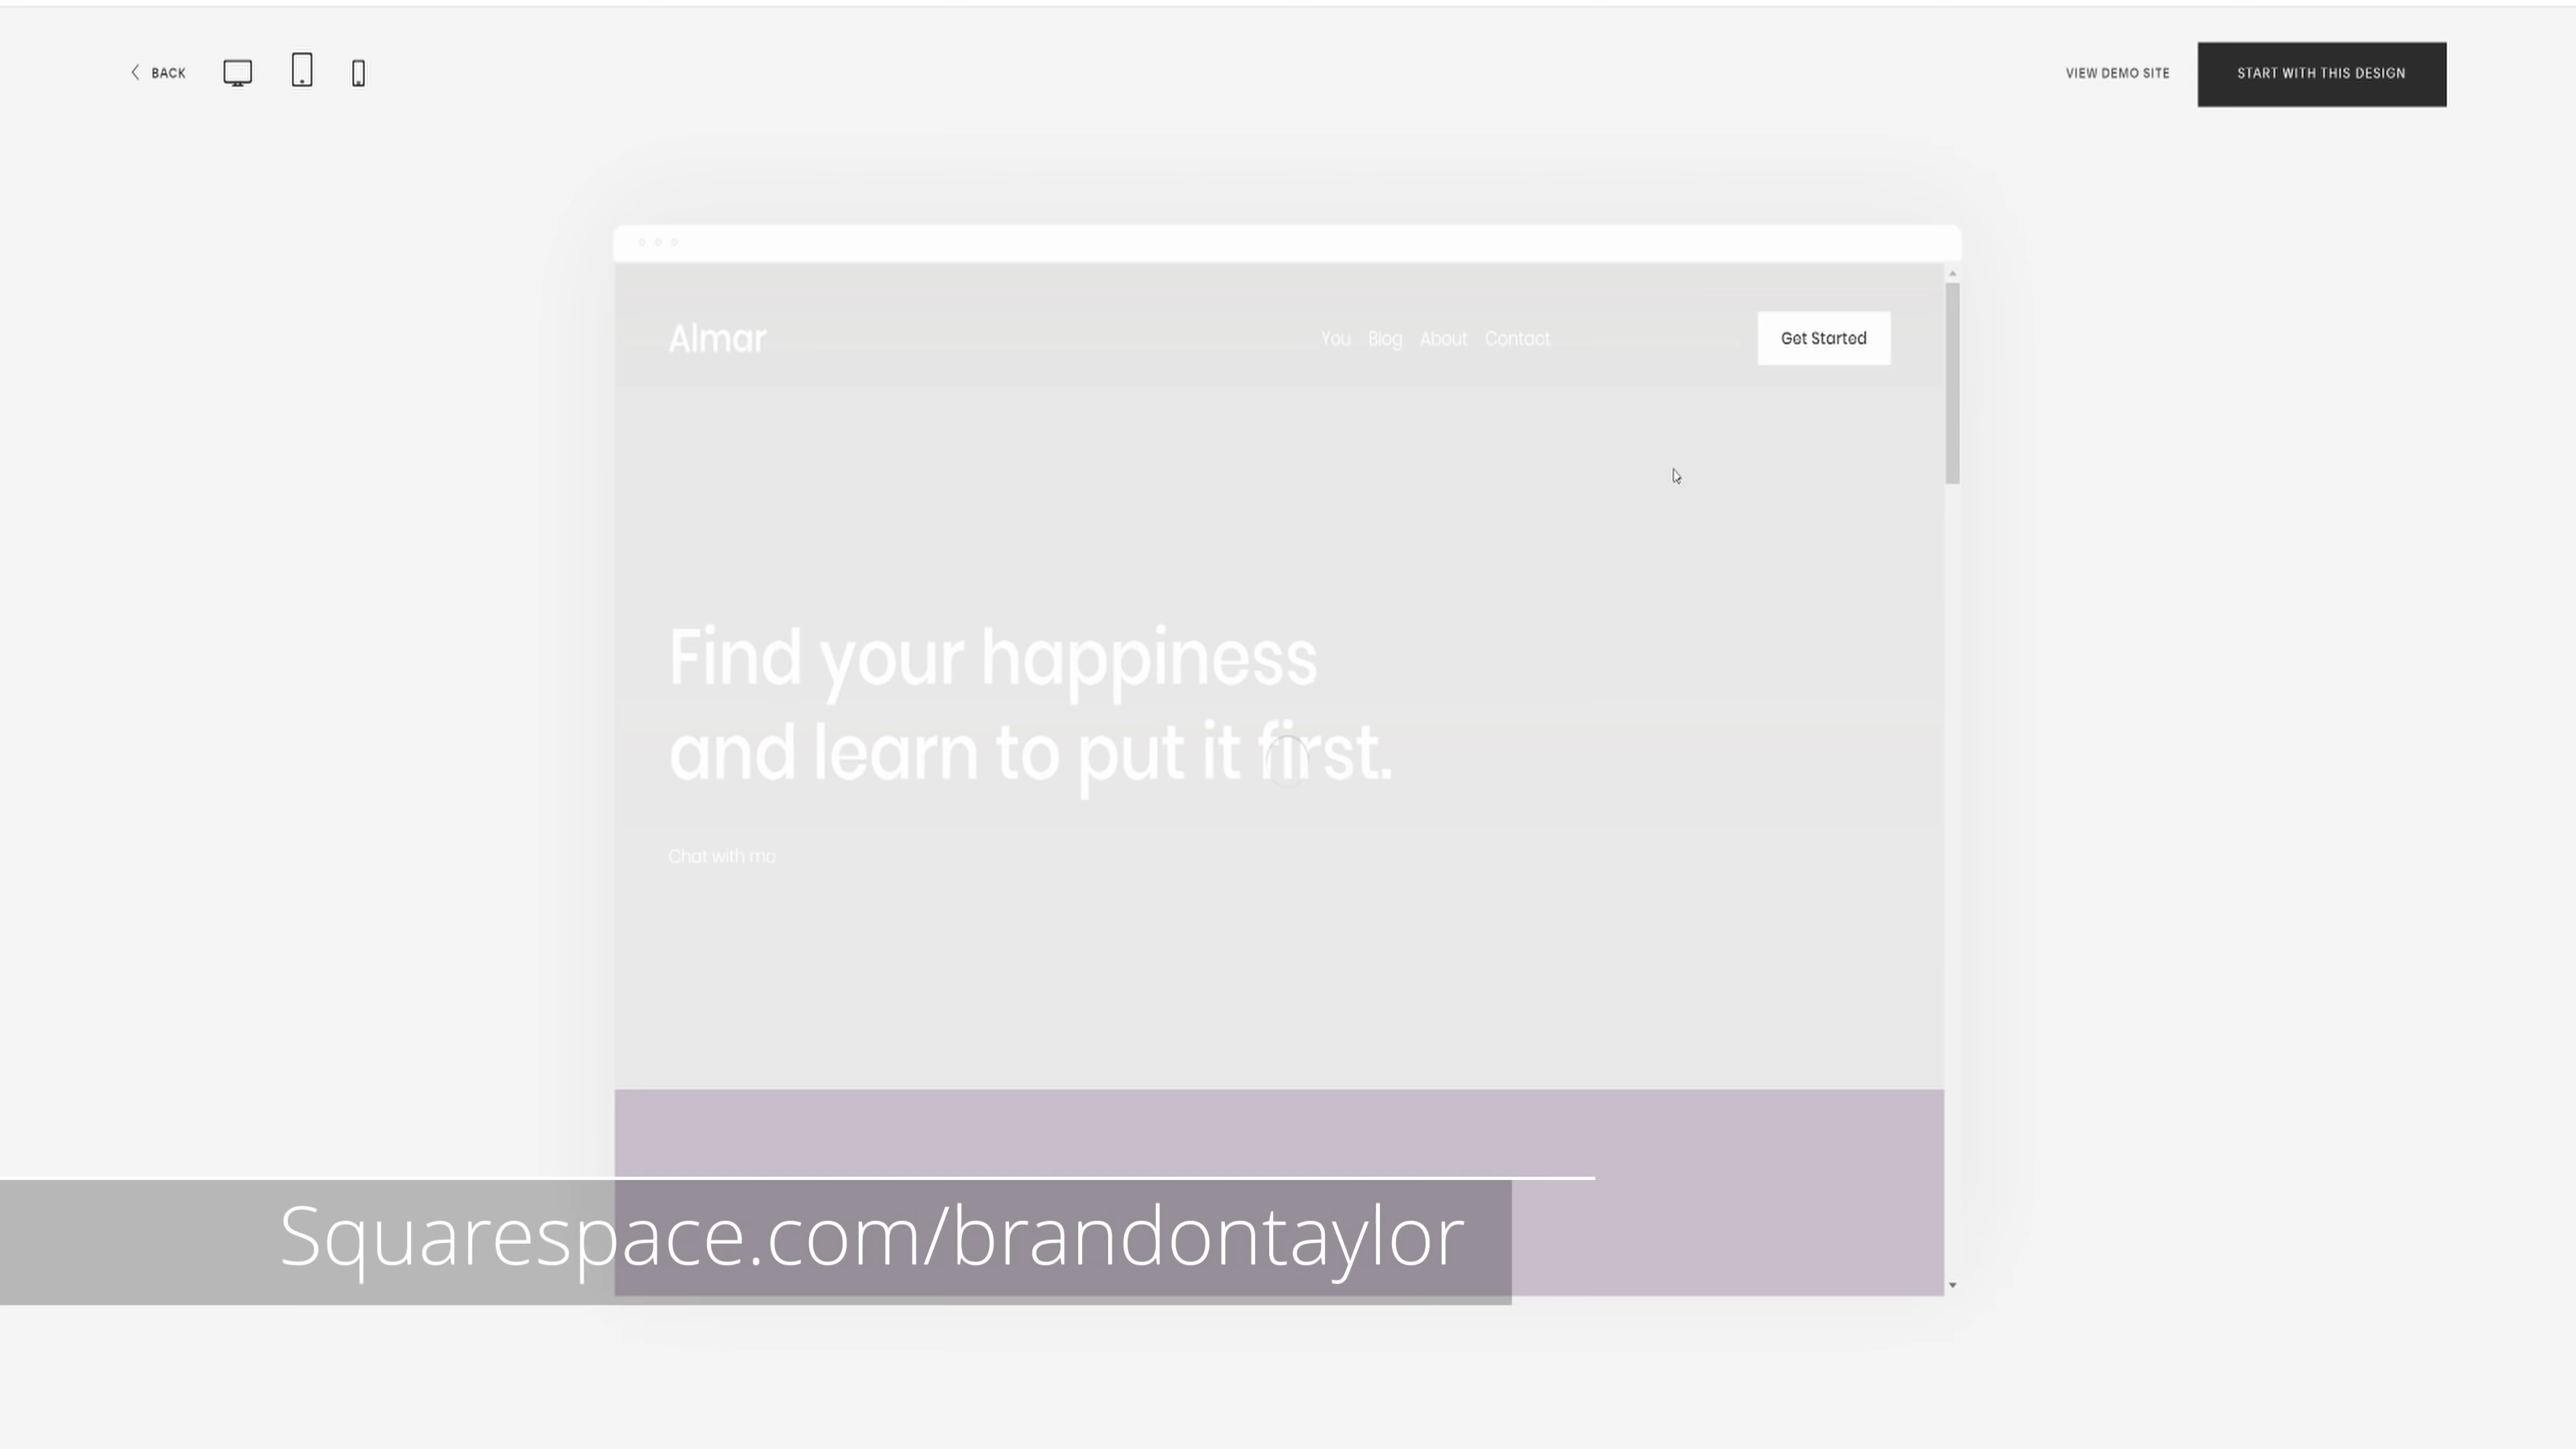 BACK
VIEW DEMO SITE
START WITH THIS DESIGN
Almar
You Blog About Contact
Get Started
Find your happiness
and learn to put it first.
Chat with me
Squarespace.com/brandontaylor